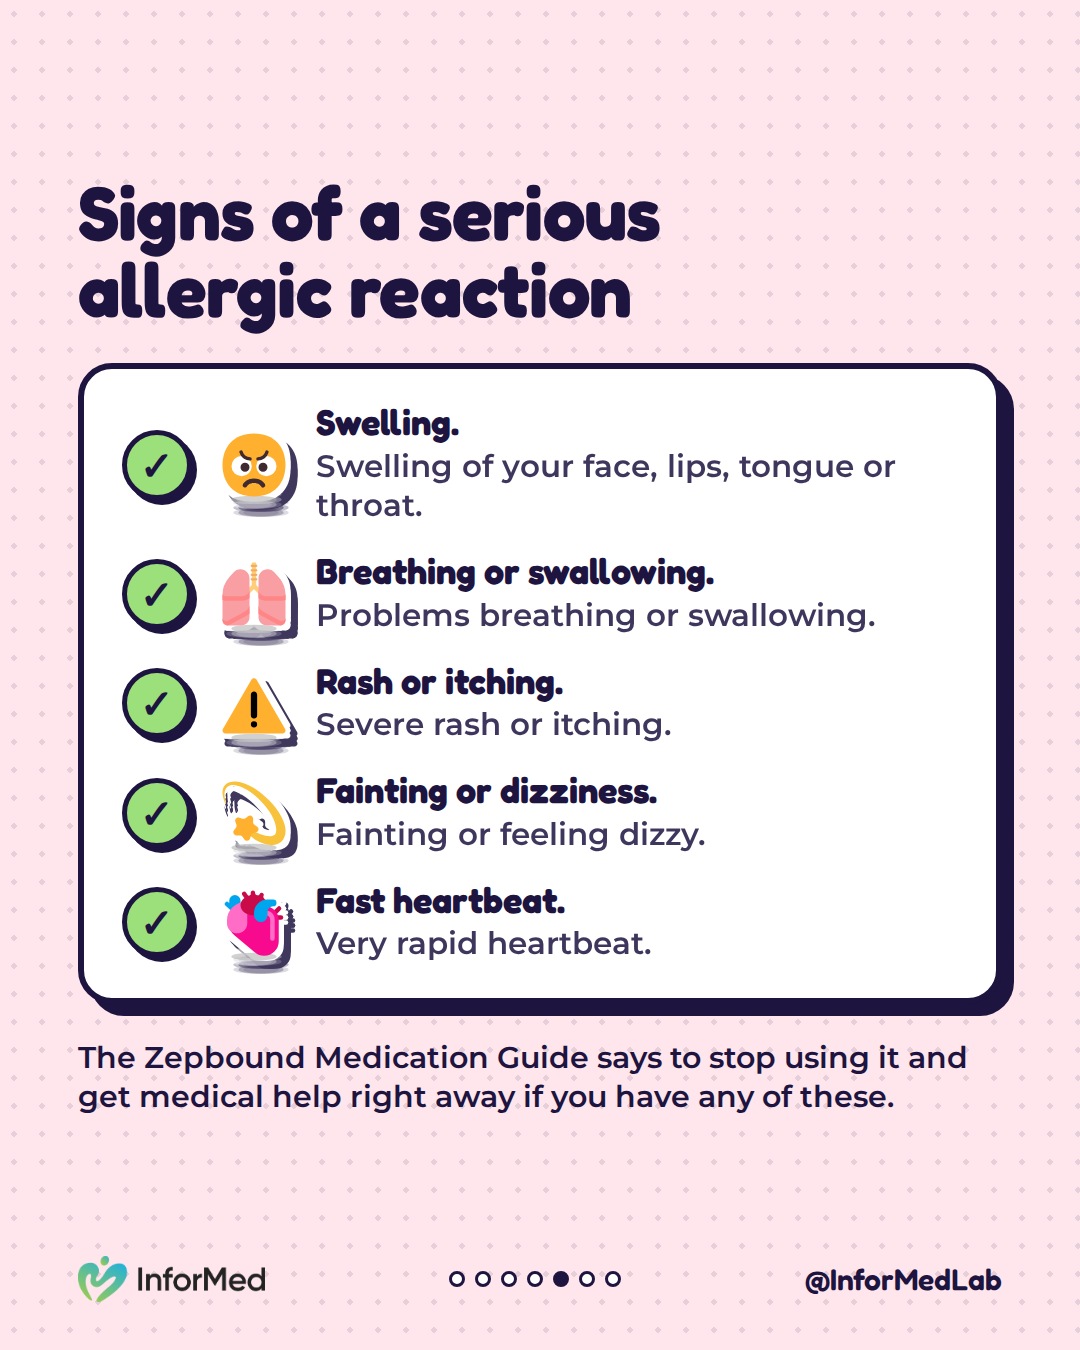 Signs of a serious
allergic reaction
Swelling.
Swelling of your face, lips, tongue or
throat.
Breathing or swallowing.
Problems breathing or swallowing.
Rash or itching.
Severe rash or itching.
Fainting or dizziness.
Fainting or feeling dizzy.
Fast heartbeat.
Very rapid heartbeat.
The Zepbound Medication Guide says to stop using it and
get medical help right away if you have any of these.
InforMed
@InforMedLab